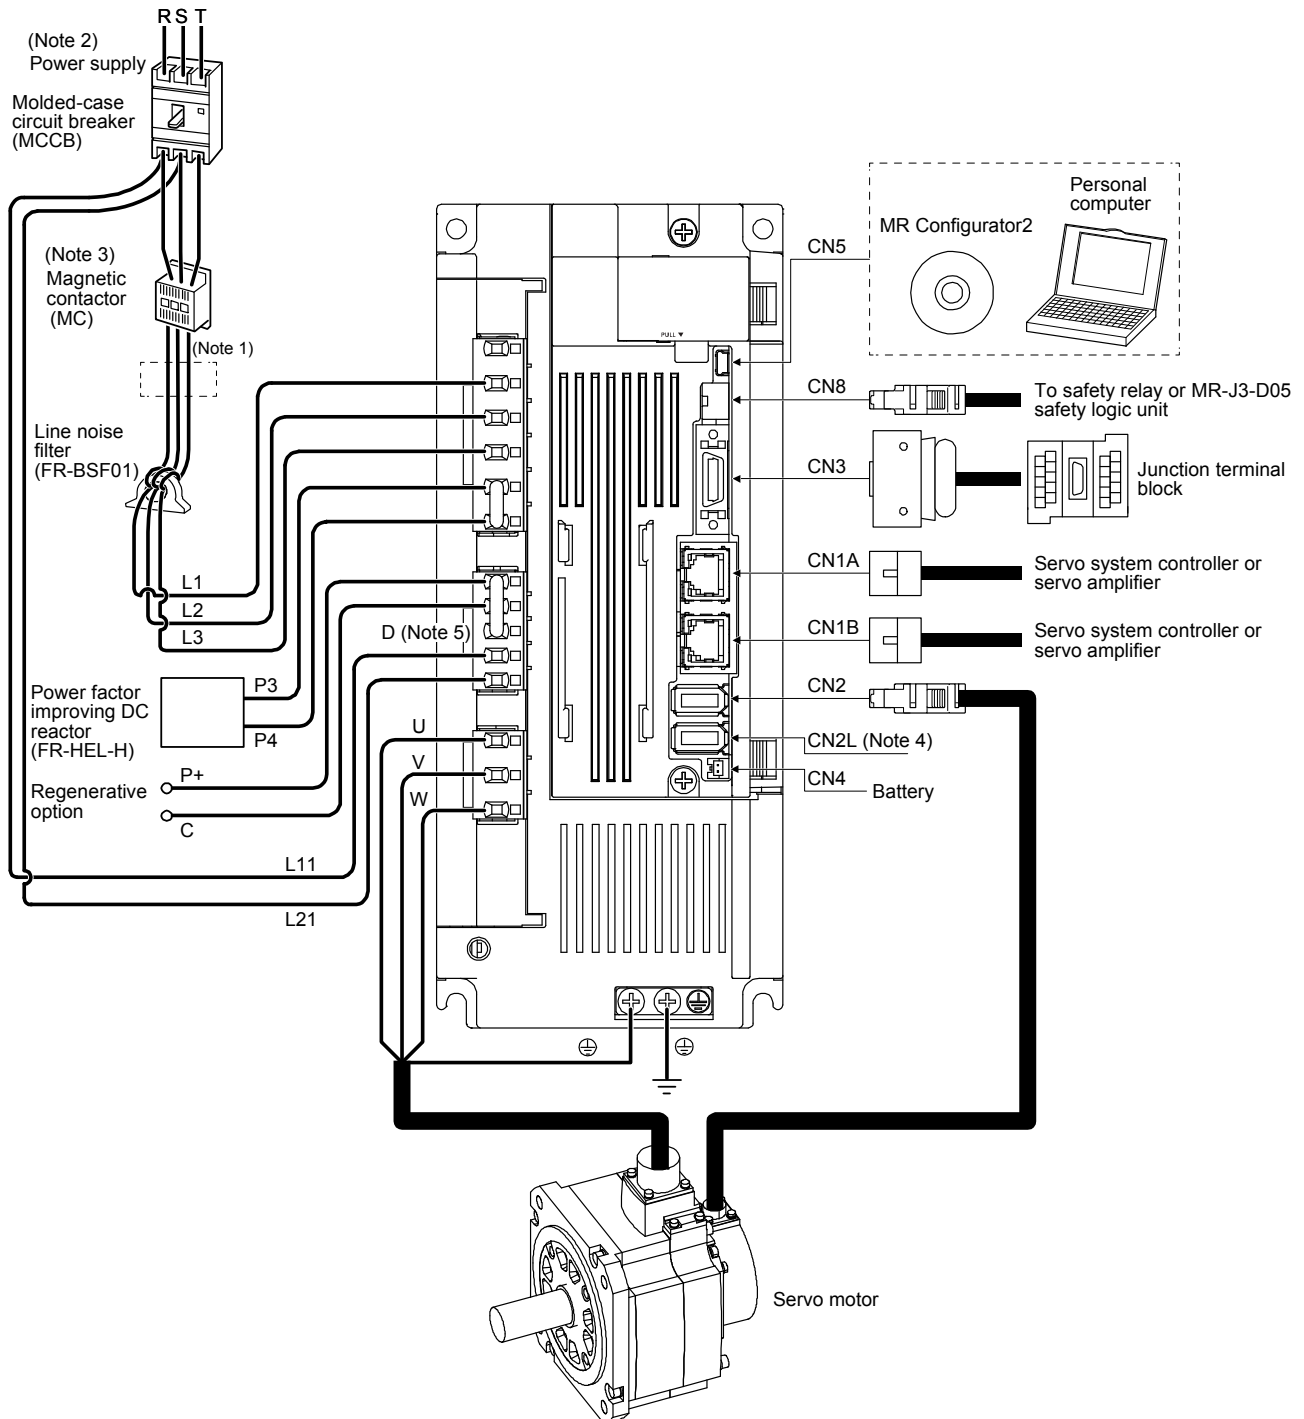 R S T
(Note 2)
Power supply
Molded-case
circuit breaker
(MCCB)
(Note 3)
Magnetic
contactor
(MC)
(Note 1)
Line noise
filter
(FR-BSF01)
L1
L2
L3
D (Note 5)
Power factor
improving DC
reactor
(FR-HEL-H)
P3
P4
Regenerative
option
P+
C
U
V
W
L11
L21
PULL ▼
CN5
MR Configurator2
Personal
computer
CN8
To safety relay or MR-J3-D05
safety logic unit
CN3
Junction terminal
block
CN1A
Servo system controller or
servo amplifier
CN1B
Servo system controller or
servo amplifier
CN2
CN2L (Note 4)
CN4
Battery
Servo motor